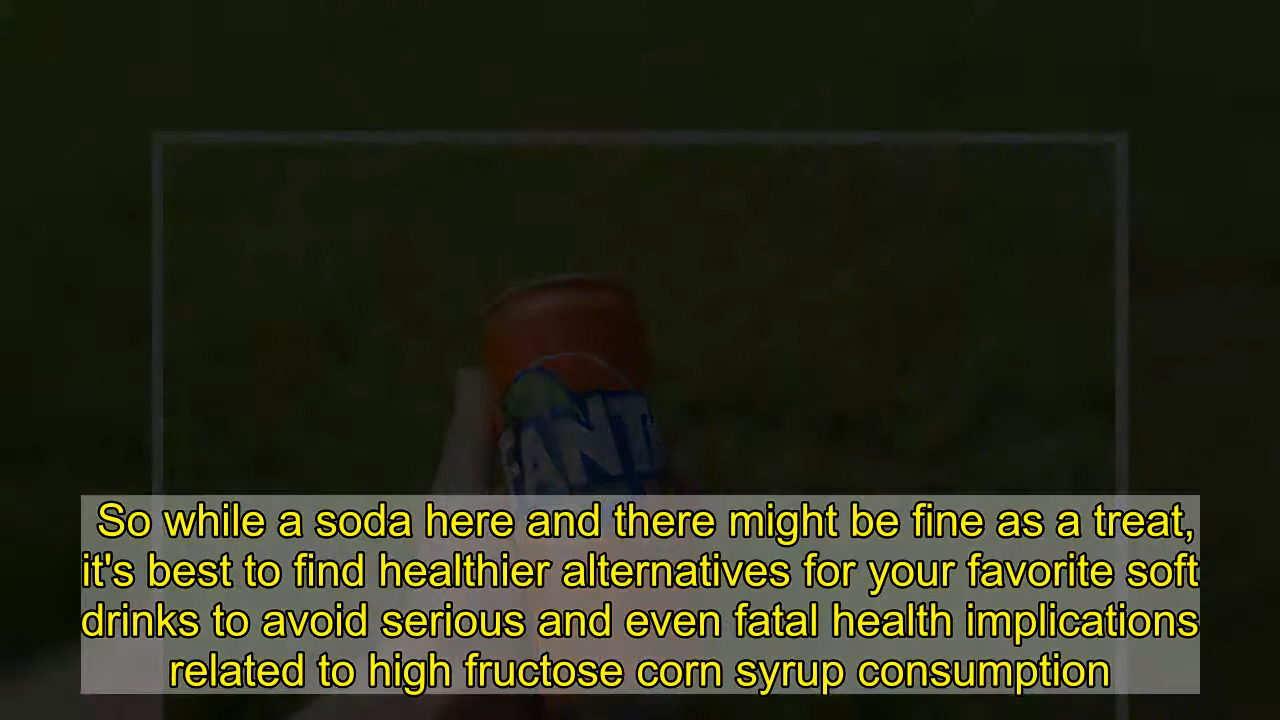 FANT
So while a soda here and there might be fine as a treat,
it's best to find healthier alternatives for your favorite soft
drinks to avoid serious and even fatal health implications
related to high fructose corn syrup consumption